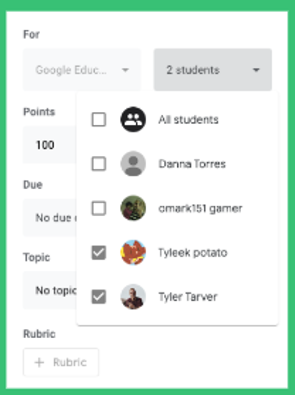 For
Google Educ...
2 students
All students
Points
100
Danna Torres
Due
No due
omark151 gamer
Tyleek potato
Topic
No topic
Tyler Tarver
Rubric
+ Rubric